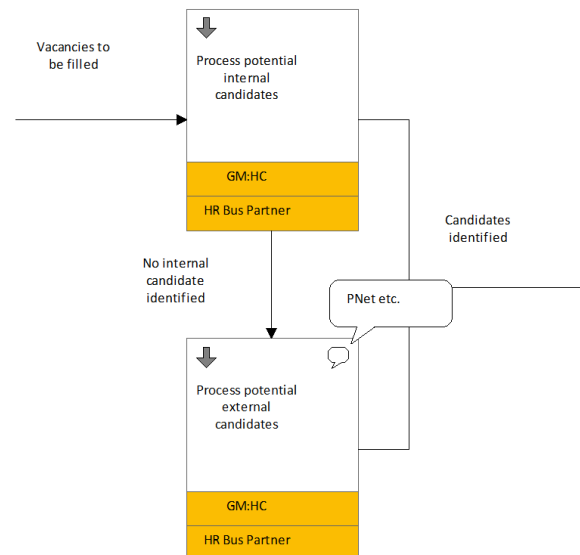 Vacancies to
be filled
Process potential
internal
candidates
GM:HC
HR Bus Partner
Candidates
identified
No internal
candidate
identified
PNet etc.
Process potential
external
candidates
GM:HC
HR Bus Partner